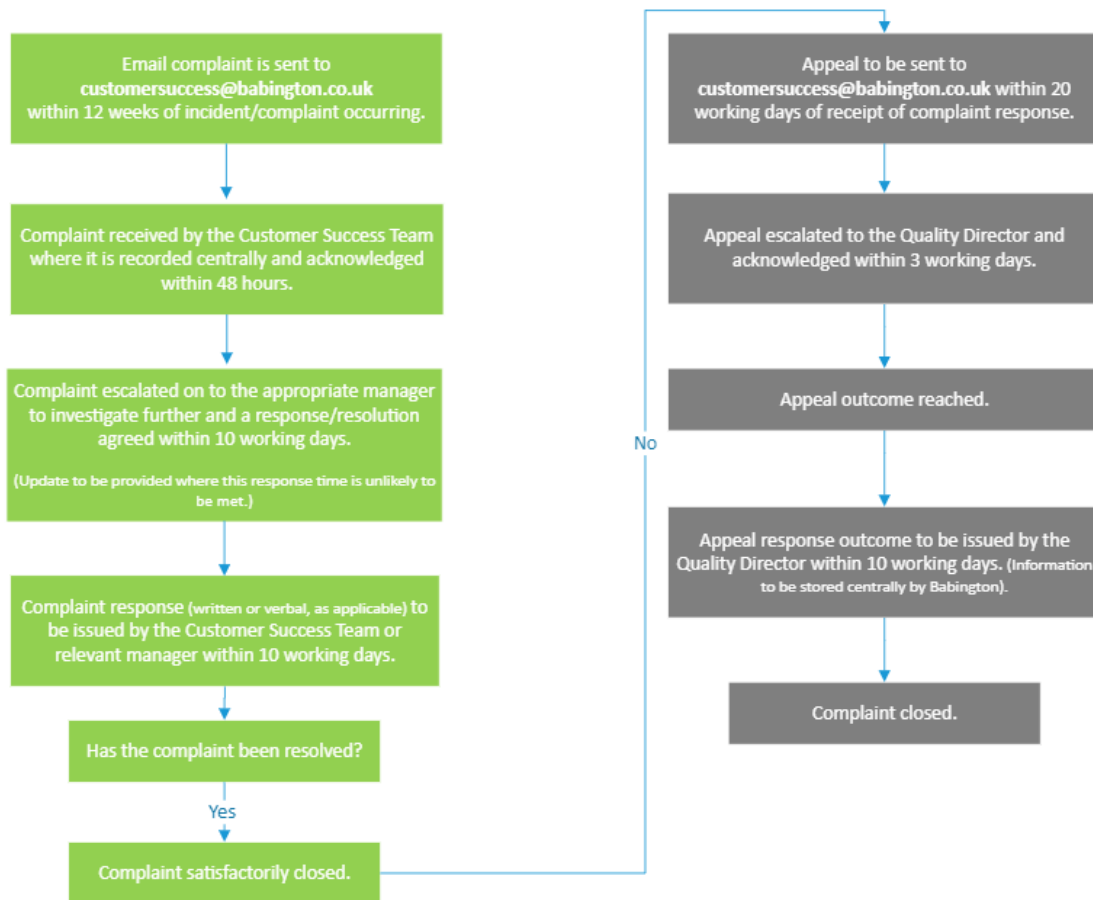 Email complaint is sent to
customersuccess@babington.co.uk
within 12 weeks of incident/complaint occurring.
Complaint received by the Customer Success Team
where it is recorded centrally and acknowledged
within 48 hours.
Complaint escalated on to the appropriate manager
to investigate further and a response/resolution
agreed within 10 working days.
(Update to be provided where this response time is unlikely to
be met.)
Complaint response (written or verbal, as applicable) to
be issued by the Customer Success Team or
relevant manager within 10 working days.
Has the complaint been resolved?
Yes
Complaint satisfactorily closed.
No
Appeal to be sent to
customersuccess@babington.co.uk within 20
working days of receipt of complaint response.
Appeal escalated to the Quality Director and
acknowledged within 3 working days.
Appeal outcome reached.
Appeal response outcome to be issued by the
Quality Director within 10 working days. (Information
to be stored centrally by Babington).
Complaint closed.